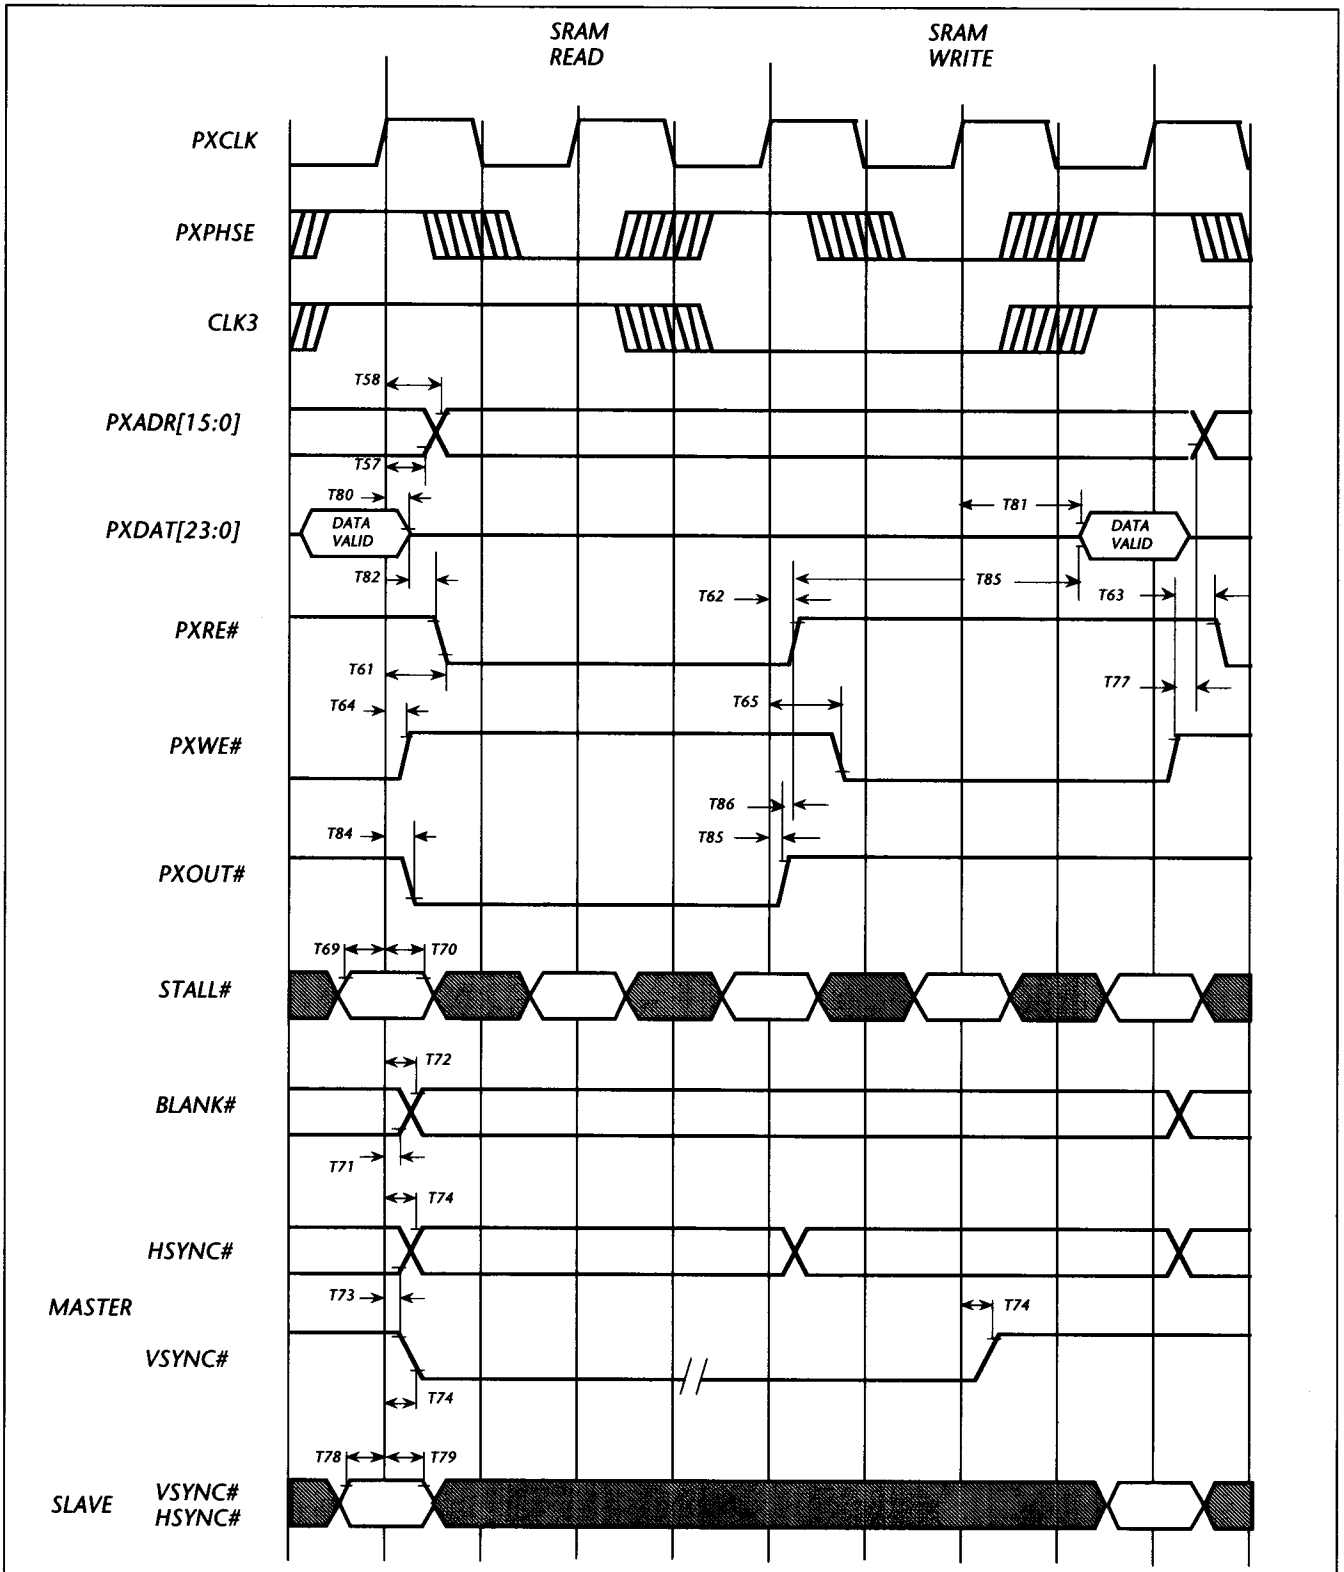 SRAM
READ
SRAM
WRITE
PXCLK
PXPHSE
CLK3
T58
PXADR[15:0]
T57
T80
T81
PXDAT[23:0]
DATA
VALID
DATA
VALID
T82
T85
T62
T63
PXRE#
T61
T77
T64
T65
PXWE#
T86
T84
T85
PXOUT#
T69
T70
STALL#
T72
BLANK#
T71
T74
HSYNC#
T73
T74
MASTER
VSYNC#
T74
T78
T79
SLAVE
VSYNC#
HSYNC#